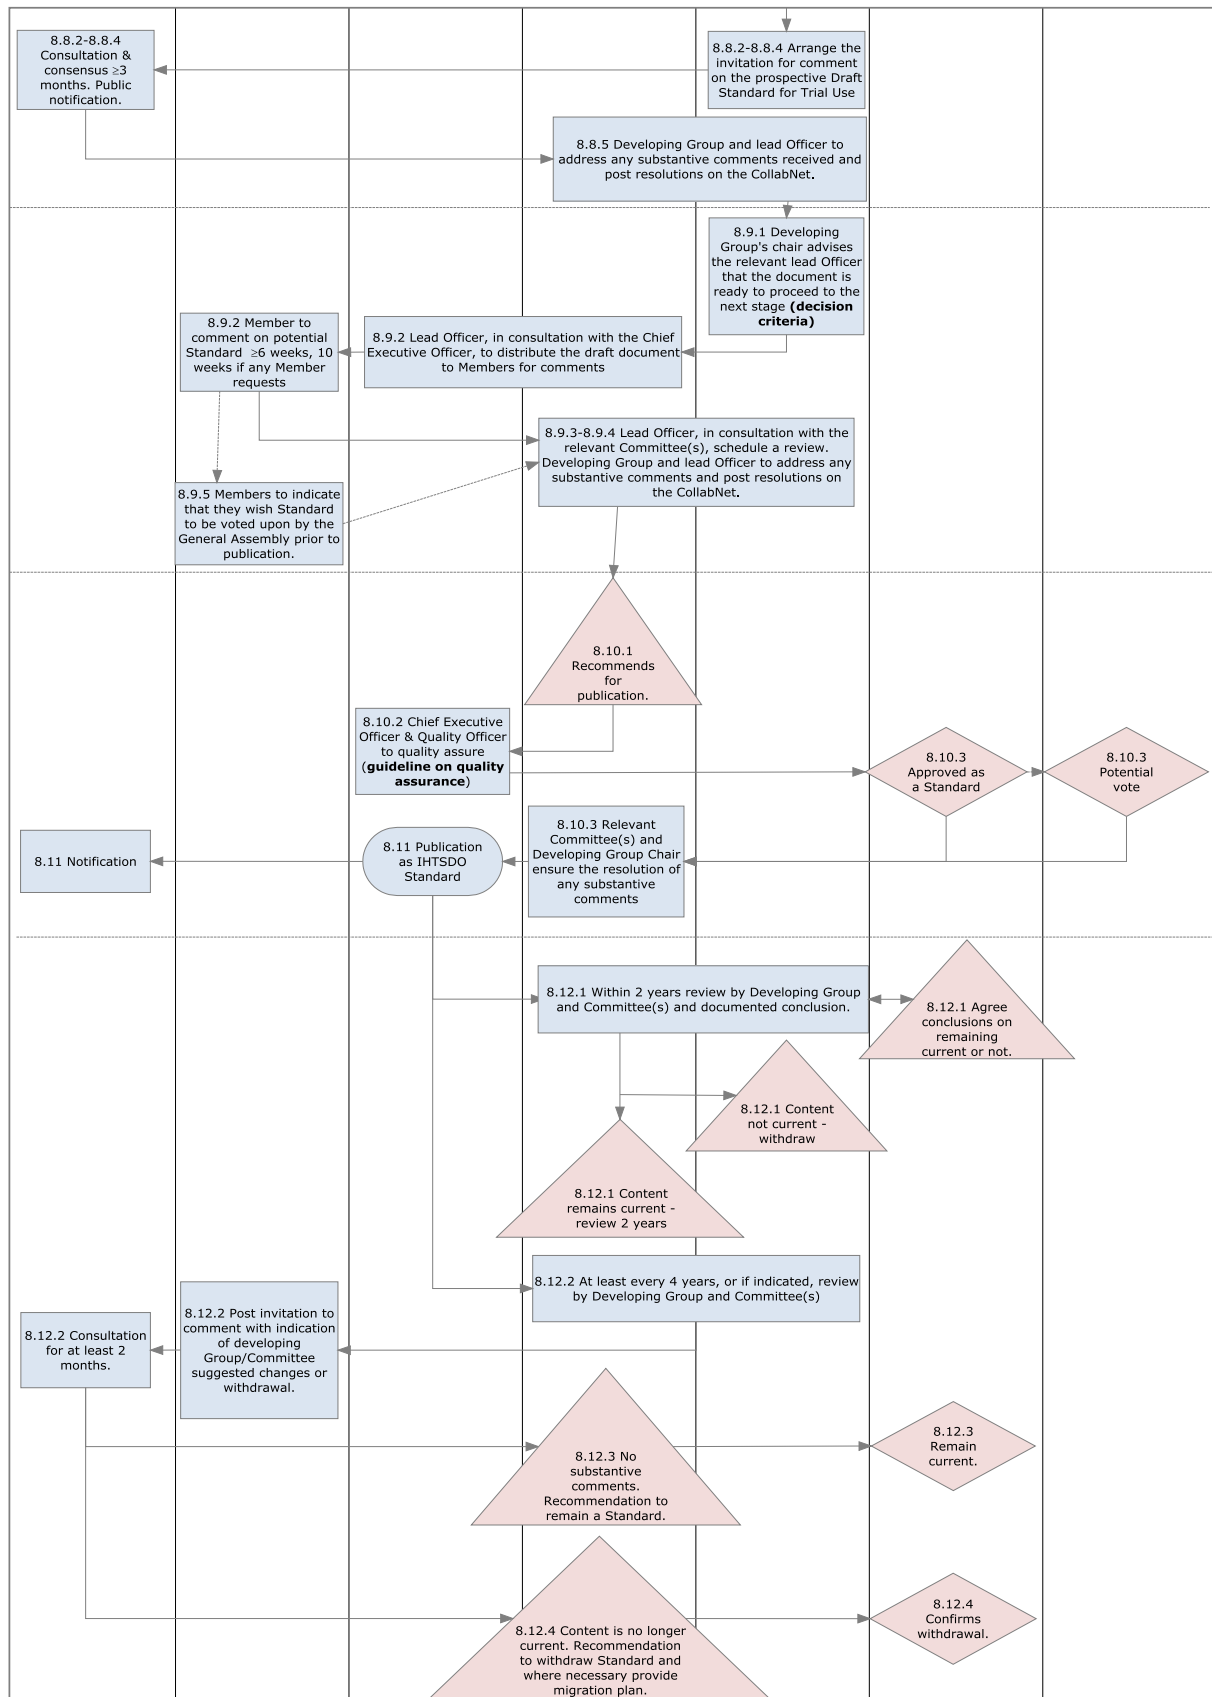 8.8.2-8.8.4
Consultation &
consensus ≥3
months. Public
notification.
8.8.2-8.8.4 Arrange the
invitation for comment
on the prospective Draft
Standard for Trial Use
8.8.5 Developing Group and lead Officer to
address any substantive comments received and
post resolutions on the CollabNet.
8.9.1 Developing
Group's chair advises
the relevant lead Officer
that the document is
ready to proceed to the
next stage (decision
criteria)
8.9.2 Member to
comment on potential
Standard ≥6 weeks, 10
weeks if any Member
requests
8.9.2 Lead Officer, in consultation with the Chief
Executive Officer, to distribute the draft document
to Members for comments
8.9.3-8.9.4 Lead Officer, in consultation with the
relevant Committee(s), schedule a review.
Developing Group and lead Officer to address any
substantive comments and post resolutions on
the CollabNet.
8.9.5 Members to indicate
that they wish Standard
to be voted upon by the
General Assembly prior to
publication.
8.10.1
Recommends
for
publication.
8.10.2 Chief Executive
Officer & Quality Officer
to quality assure
(guideline on quality
assurance)
8.10.3
Approved as
a Standard
8.10.3
Potential
vote
8.10.3 Relevant
Committee(s) and
Developing Group Chair
ensure the resolution of
any substantive
comments
8.11 Publication
as IHTSDO
Standard
8.11 Notification
8.12.1 Within 2 years review by Developing Group
and Committee(s) and documented conclusion.
8.12.1 Agree
conclusions on
remaining
current or not.
8.12.1 Content
not current -
withdraw
8.12.1 Content
remains current -
review 2 years
8.12.2 At least every 4 years, or if indicated, review
by Developing Group and Committee(s)
8.12.2 Post invitation to
comment with indication
of developing
Group/Committee
suggested changes or
withdrawal.
8.12.2 Consultation
for at least 2
months.
8.12.3 No
substantive
comments.
Recommendation to
remain a Standard.
8.12.3
Remain
current.
8.12.4 Content is no longer
current. Recommendation
to withdraw Standard and
where necessary provide
migration plan.
8.12.4
Confirms
withdrawal.